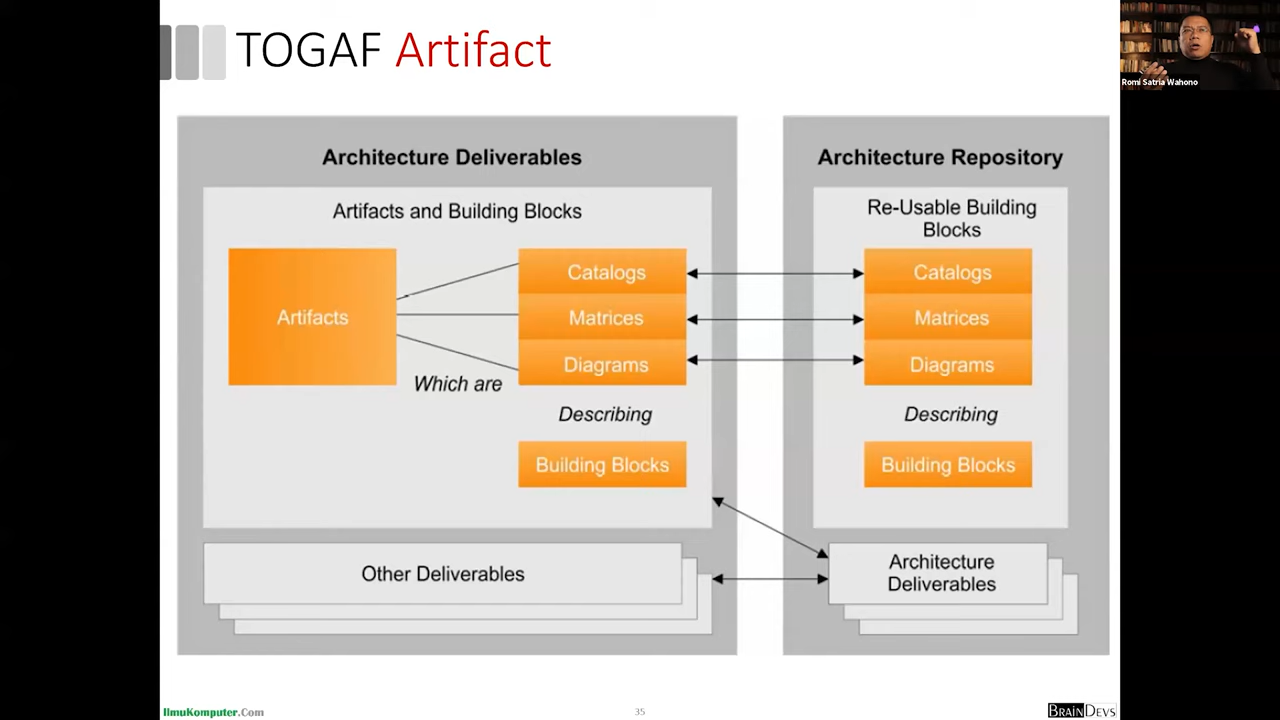 TOGAF Artifact
Romi Satria Wahono
Architecture Deliverables
Artifacts and Building Blocks
Artifacts
Catalogs
Matrices
Diagrams
Which are
Describing
Building Blocks
Other Deliverables
Architecture Repository
Re-Usable Building
Blocks
Catalogs
Matrices
Diagrams
Describing
Building Blocks
Architecture
Deliverables
IlmuKomputer.Com
35
BRAINDEVS